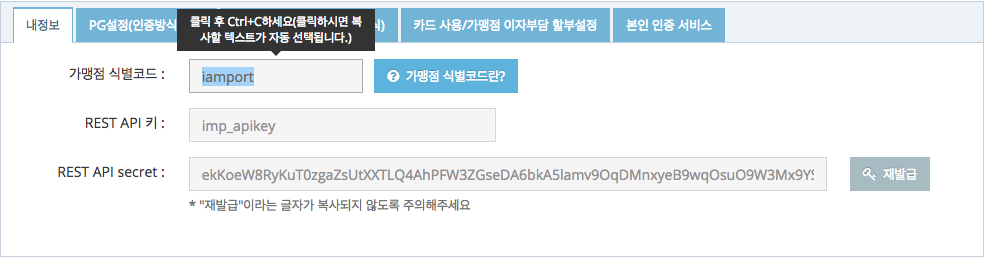 클릭 후 Ctrl+C하세요(클릭하시면 복
사할 텍스트가 자동 선택됩니다.)
내정보 PG설정(인증방식 식) 카드 사용/가맹점 이자부담 할부설정 본인 인증 서비스
가맹점 식별코드 : iamport 가맹점 식별코드란?
REST API 키 : imp_apikey
REST API secret : ekKoeW8RyKuT0zgaZsUtXXTLQ4AhPFW3ZGseDA6bkA5lamv9OqDMnxyeB9wqOsuO9W3Mx9YS 재발급
* "재발급"이라는 글자가 복사되지 않도록 주의해주세요